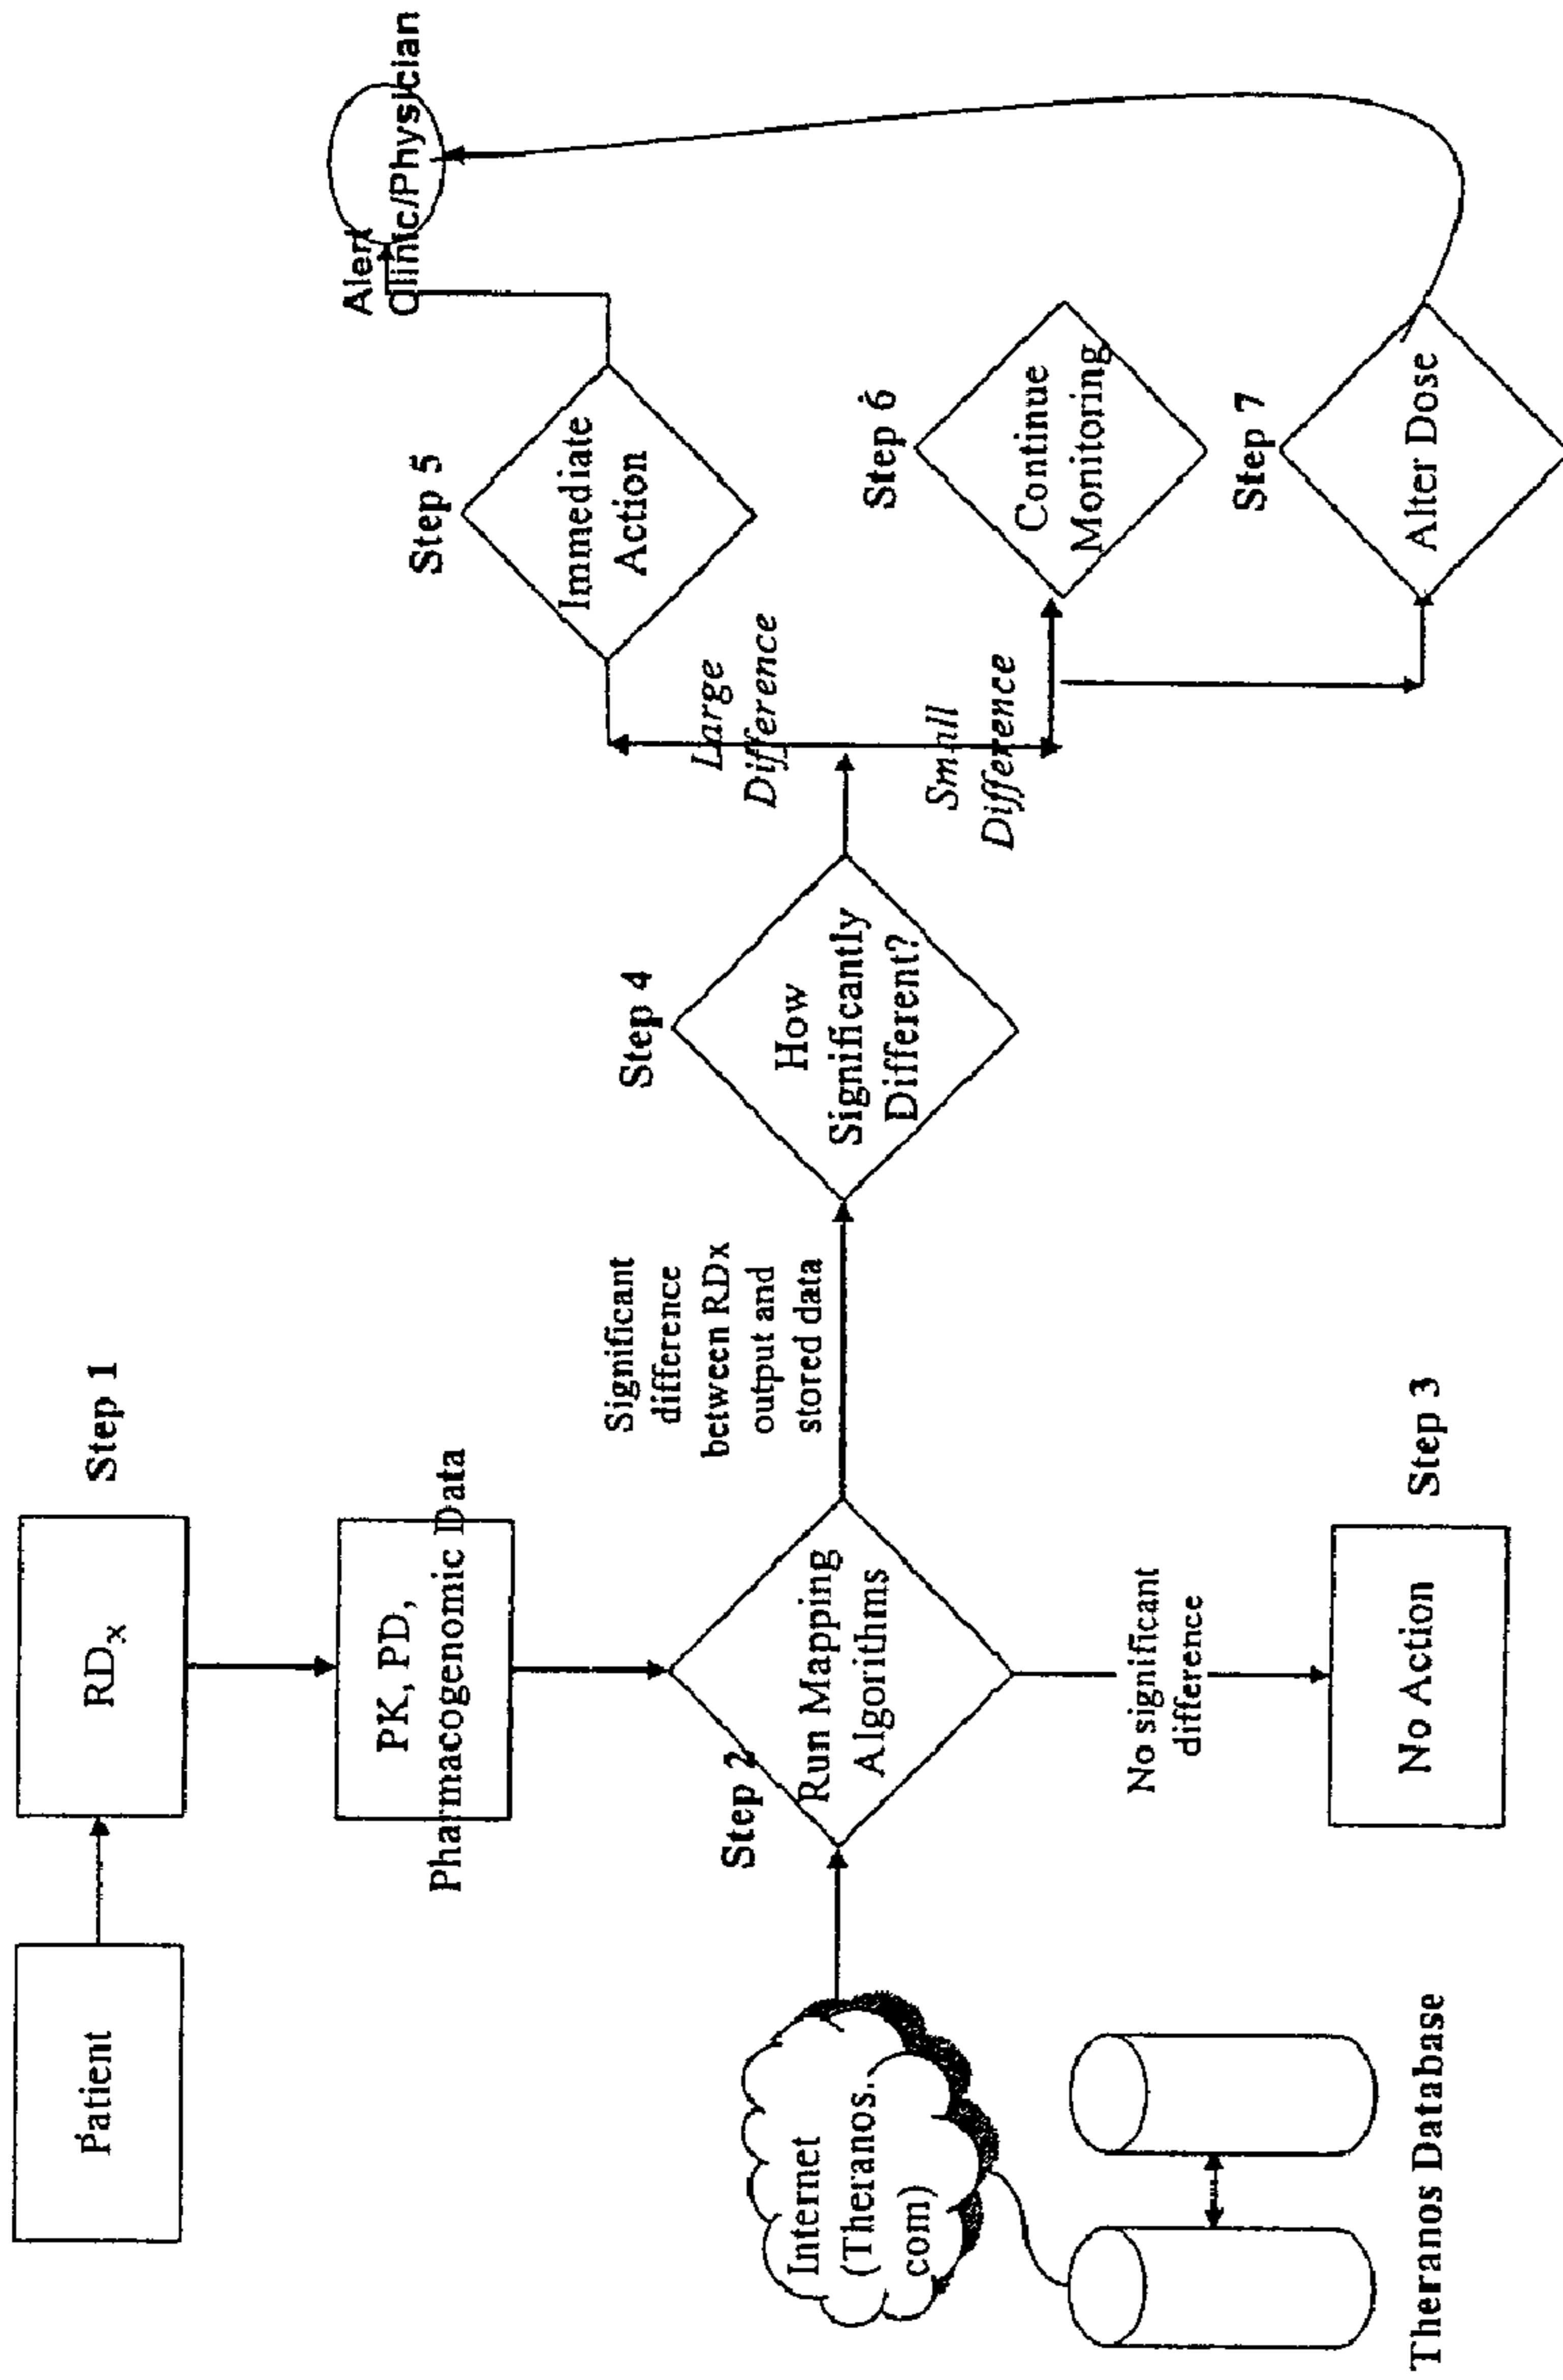 Patient
RDx
Step 1
PK, PD,
Pharmacogenomic Data
Internet
(Theranos.
com)
Theranos Database
Step 2
Run Mapping
Algorithms
No significant
difference
No Action
Step 3
Significant
difference
between RDx
output and
stored data
Step 4
How
Significantly
Different?
Large
Difference
Small
Difference
Step 5
Immediate
Action
Alert
Clinic/Physician
Step 6
Continue
Monitoring
Step 7
Alter Dose